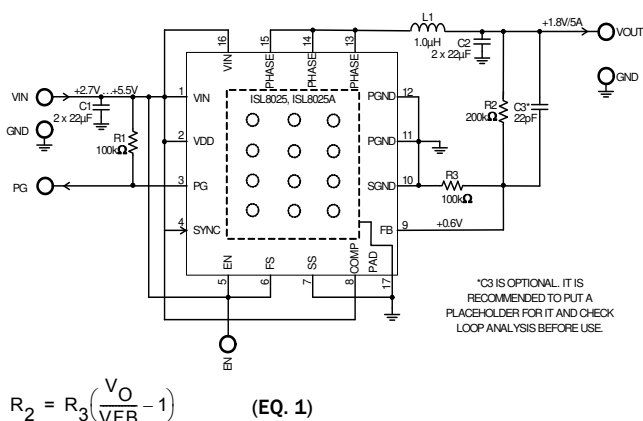 +1.8V/5A
L1
1.0µH
C2
2 x 22µF
VOUT
GND
16
15
14
13
VIN
PHASE
PHASE
PHASE
ISL8025, ISL8025A
VIN
+2.7V...+5.5V
C1
2 x 22µF
GND
R1
100kΩ
PG
1
VIN
2
VDD
3
PG
4
SYNC
PGND
12
PGND
11
SGND
10
FB
9
R2
200kΩ
C3*
22pF
R3
100kΩ
+0.6V
EN
FS
SS
COMP
PAD
5
6
7
8
17
EN
*C3 IS OPTIONAL. IT IS
RECOMMENDED TO PUT A
PLACEHOLDER FOR IT AND CHECK
LOOP ANALYSIS BEFORE USE.
R2 = R3(VO/VFB – 1) (EQ. 1)